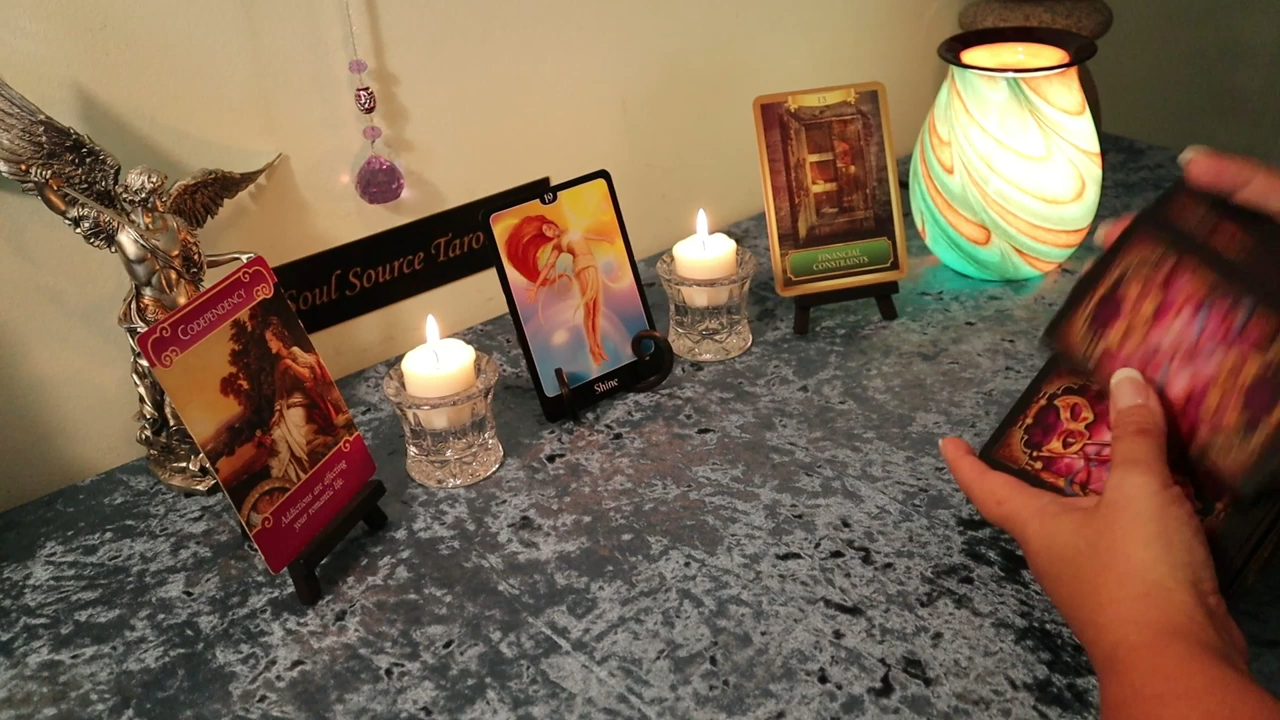 CODEPENDENCY
Addictions are affecting
your romantic life.
Soul Source Taro
19
Shine
13
FINANCIAL
CONSTRAINTS